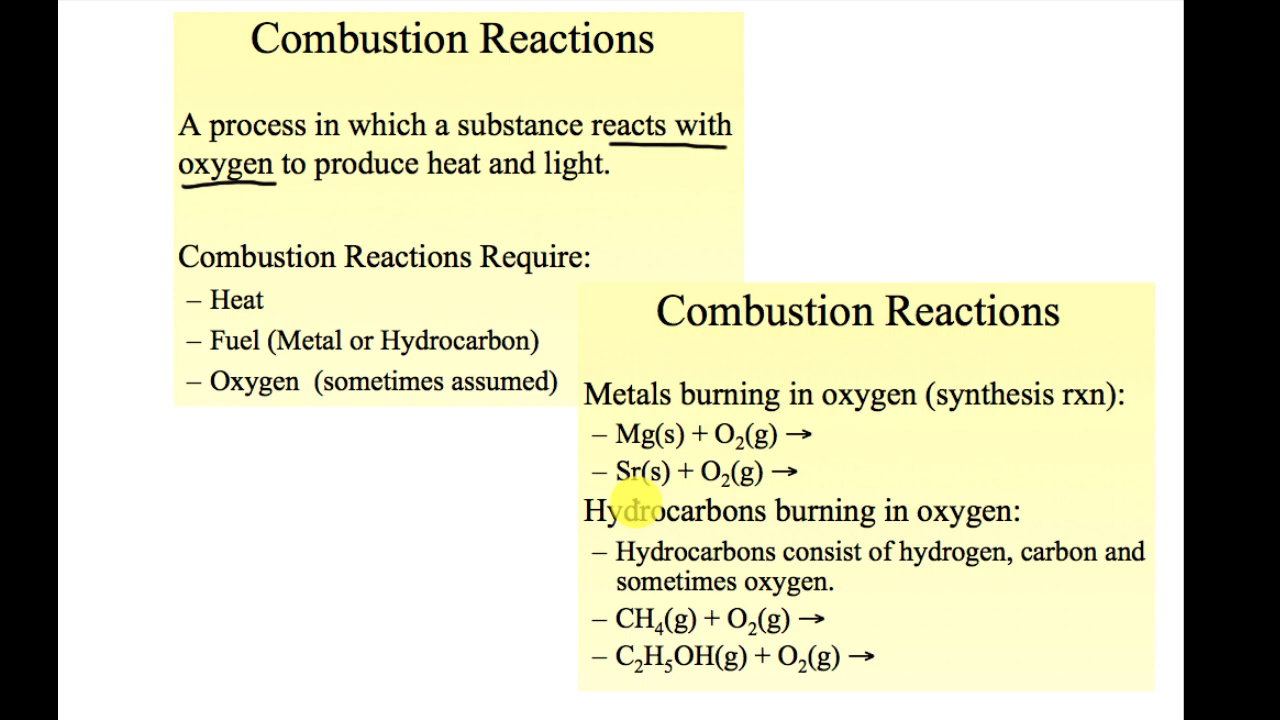 Combustion Reactions
A process in which a substance reacts with
oxygen to produce heat and light.
Combustion Reactions Require:
– Heat
– Fuel (Metal or Hydrocarbon)
– Oxygen (sometimes assumed)
Combustion Reactions
Metals burning in oxygen (synthesis rxn):
– Mg(s) + O₂(g) →
– Sr(s) + O₂(g) →
Hydrocarbons burning in oxygen:
– Hydrocarbons consist of hydrogen, carbon and
sometimes oxygen.
– CH₄(g) + O₂(g) →
– C₂H₅OH(g) + O₂(g) →